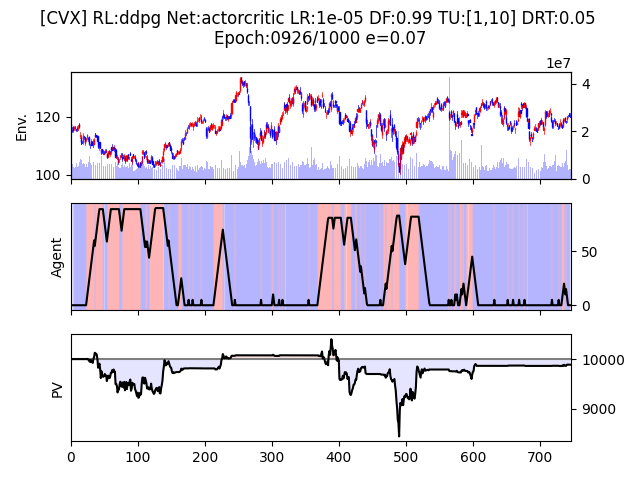 [CVX] RL:ddpg Net:actorcritic LR:1e-05 DF:0.99 TU:[1,10] DRT:0.05
Epoch:0926/1000 e=0.07
1e7
Env.
120
100
4
2
0
Agent
50
0
PV
10000
9000
0 100 200 300 400 500 600 700